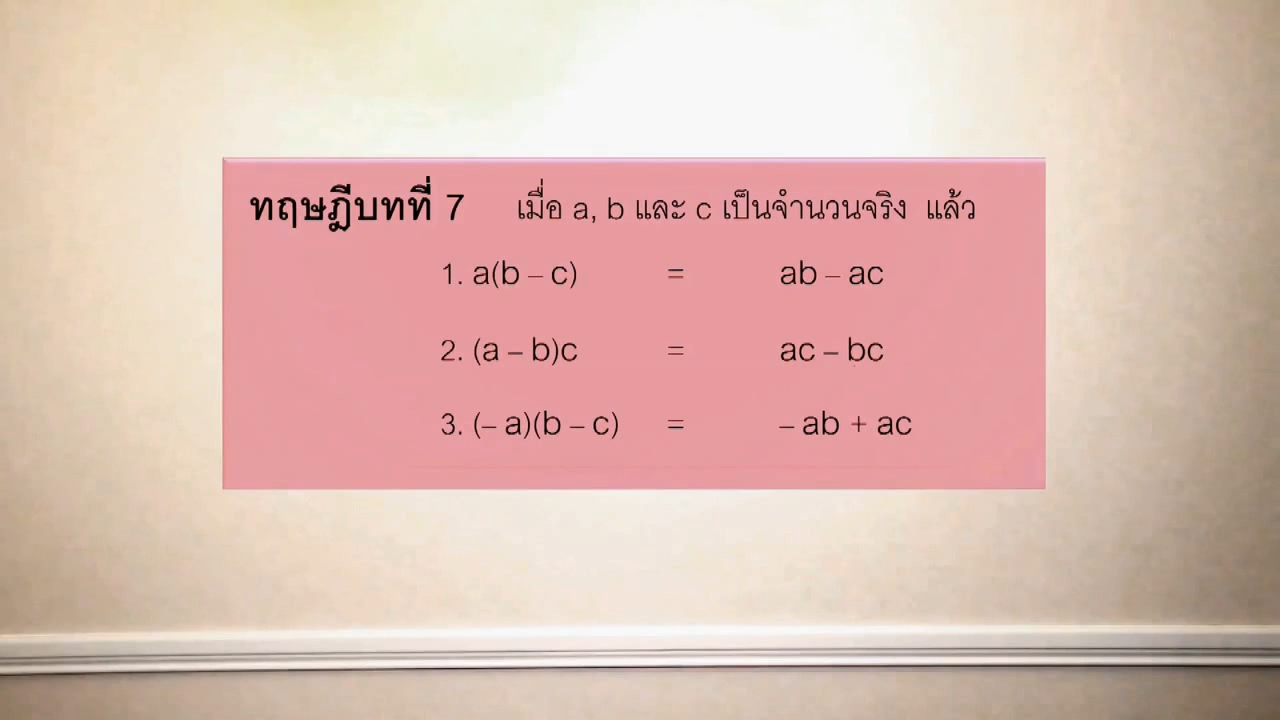 ทฤษฎีบทที่ 7 เมื่อ a, b และ c เป็นจำนวนจริง แล้ว
1. a(b – c) = ab – ac
2. (a – b)c = ac – bc
3. (– a)(b – c) = – ab + ac